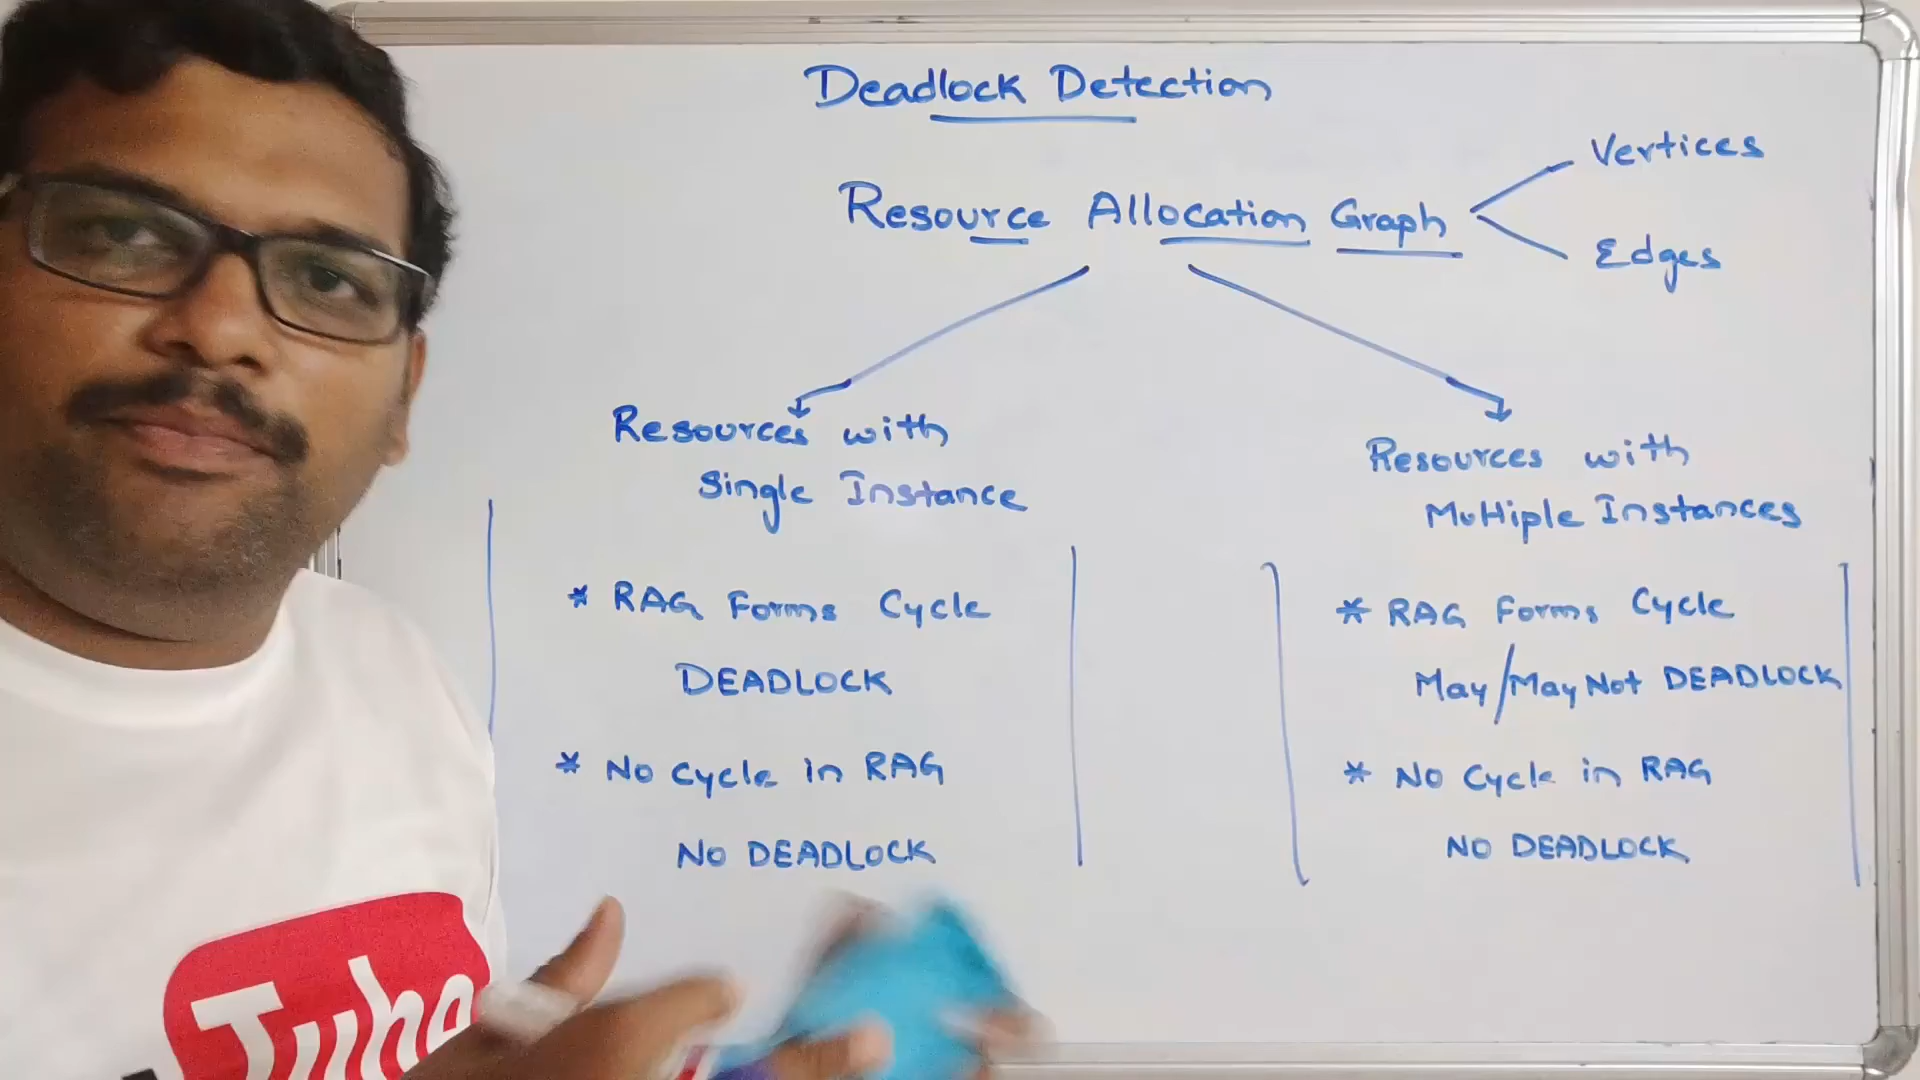 Deadlock Detection
Resource Allocation Graph
Vertices
Edges
Resources with
Single Instance
* RAG Forms Cycle
DEADLOCK
* No Cycle in RAG
NO DEADLOCK
Resources with
Multiple Instances
* RAG Forms Cycle
May/May Not DEADLOCK
* No Cycle in RAG
NO DEADLOCK
Tube